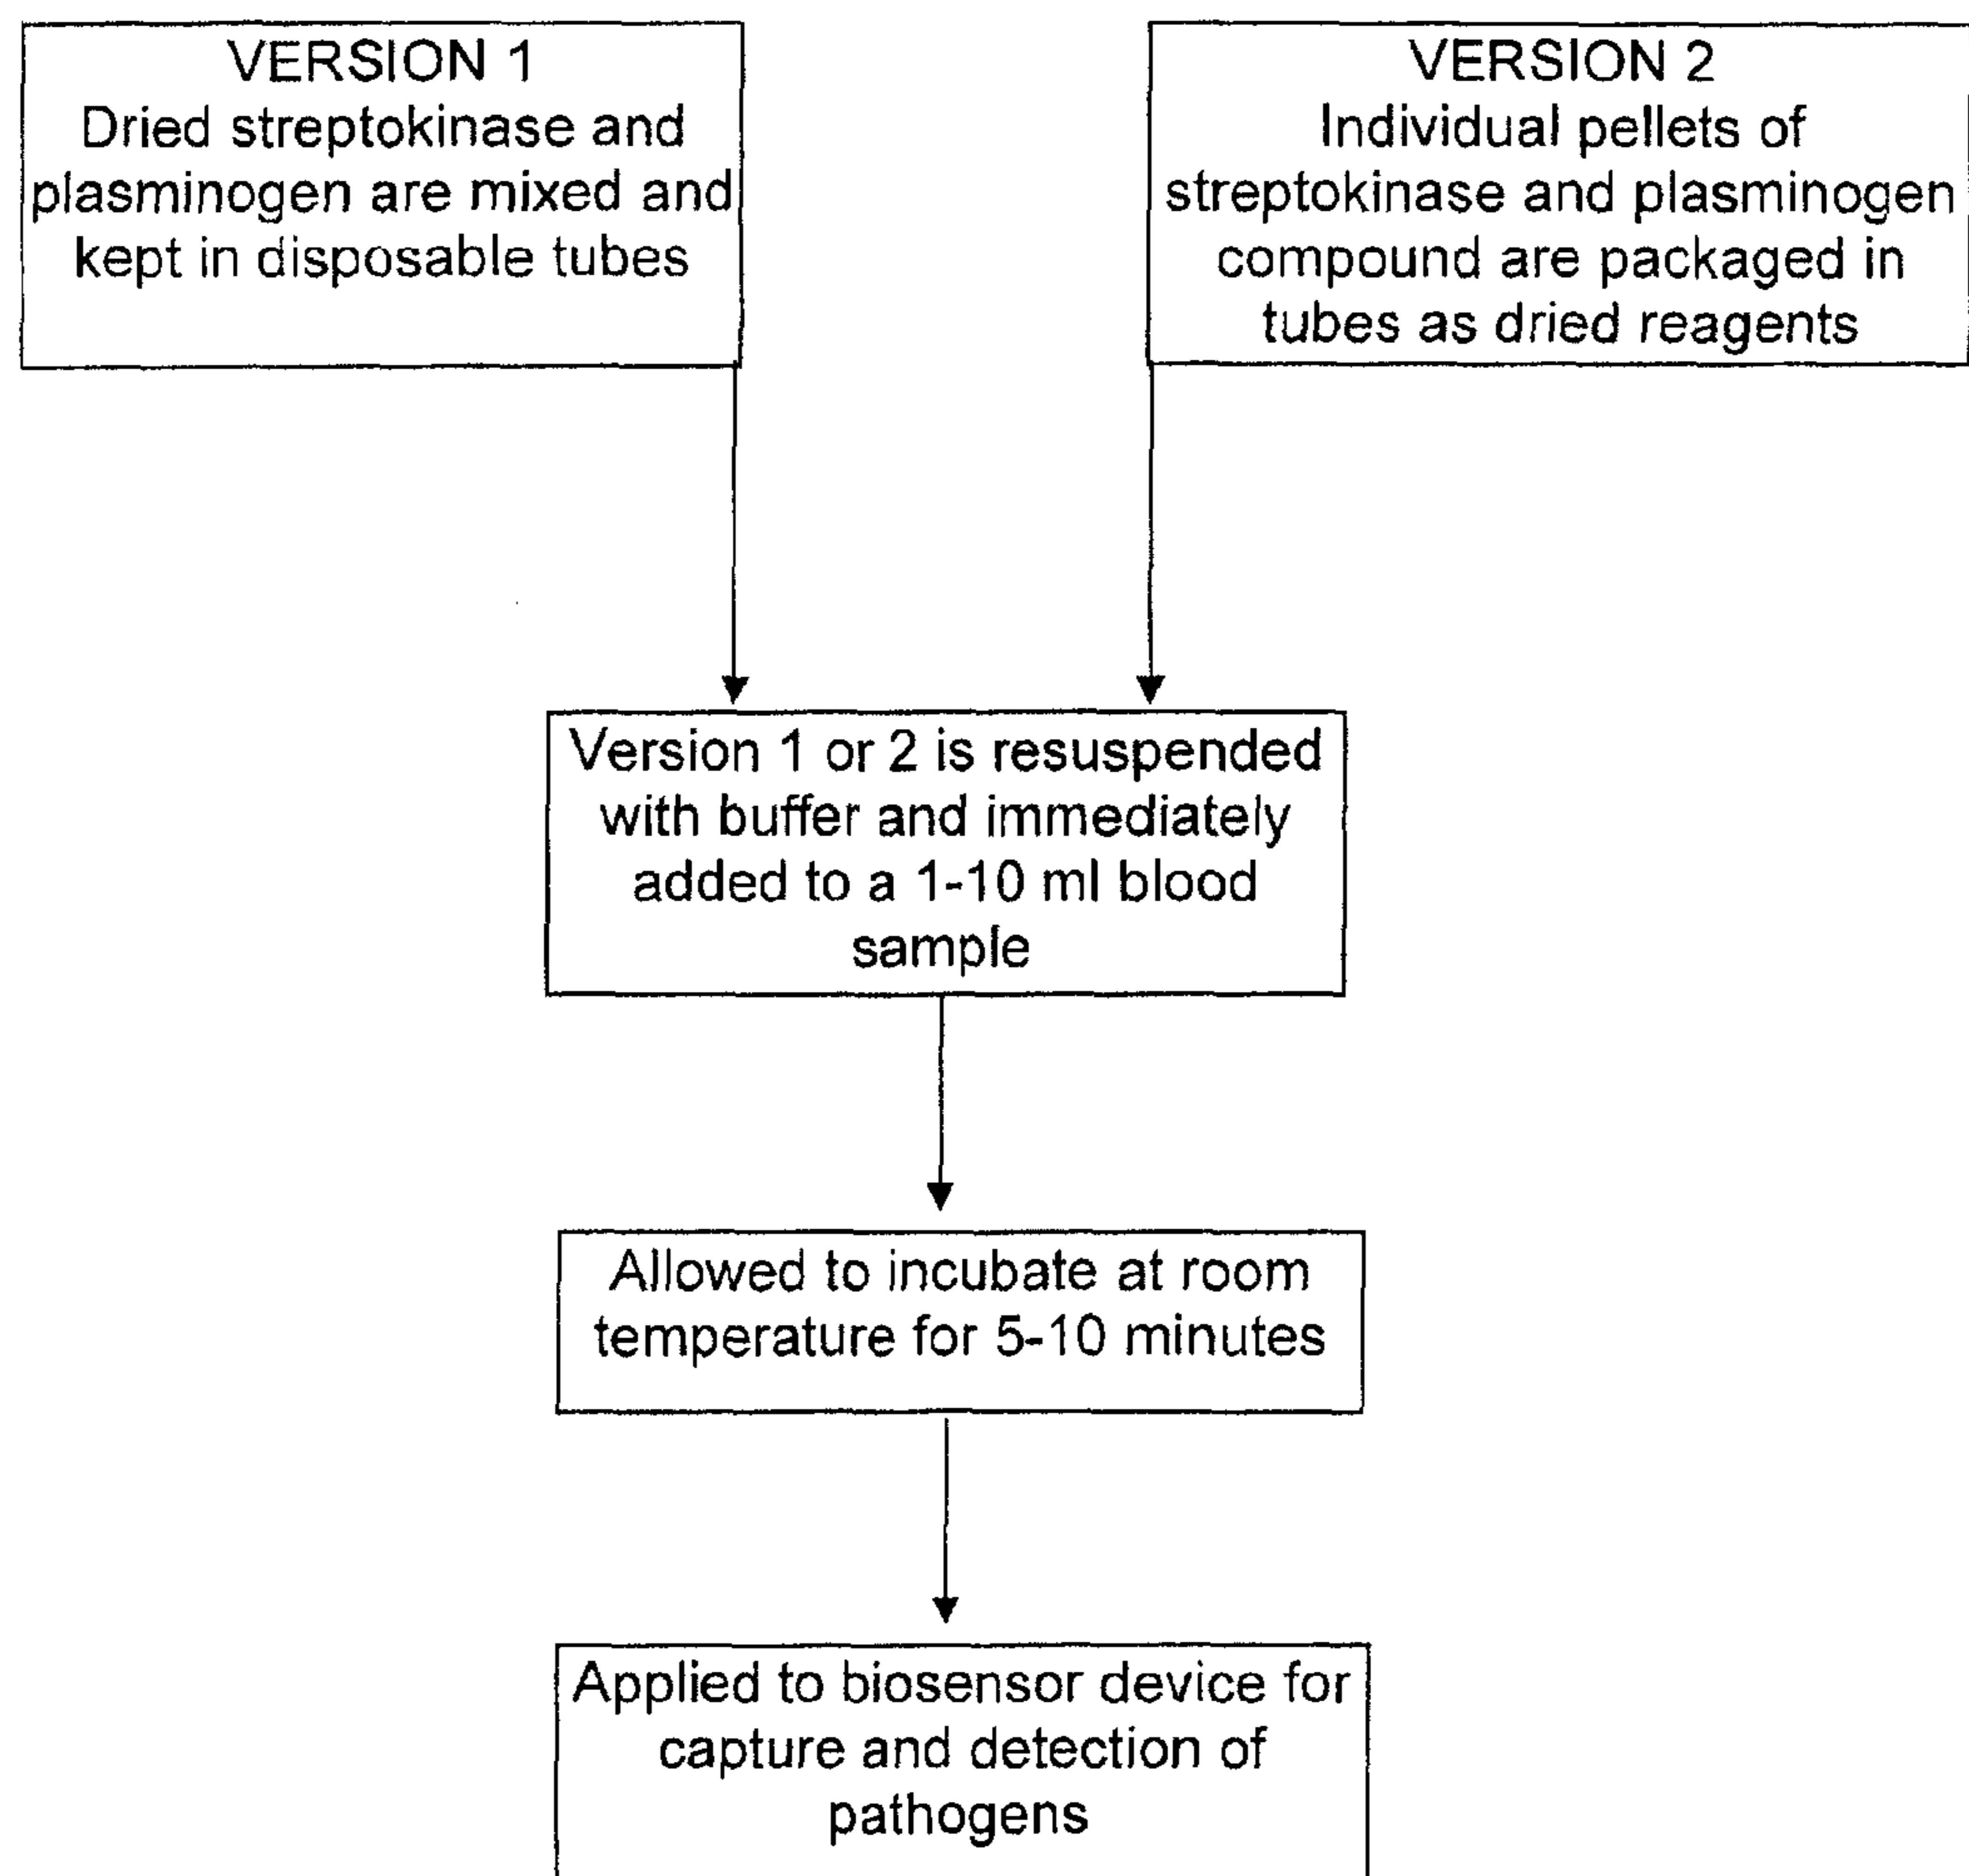 VERSION 1
Dried streptokinase and
plasminogen are mixed and
kept in disposable tubes
VERSION 2
Individual pellets of
streptokinase and plasminogen
compound are packaged in
tubes as dried reagents
Version 1 or 2 is resuspended
with buffer and immediately
added to a 1-10 ml blood
sample
Allowed to incubate at room
temperature for 5-10 minutes
Applied to biosensor device for
capture and detection of
pathogens